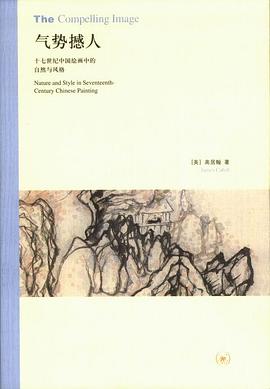 The Compelling Image
气势撼人
十七世纪中国绘画中的
自然与风格
Nature and Style in Seventeenth-
Century Chinese Painting
[美] 高居翰 著
James Cahill